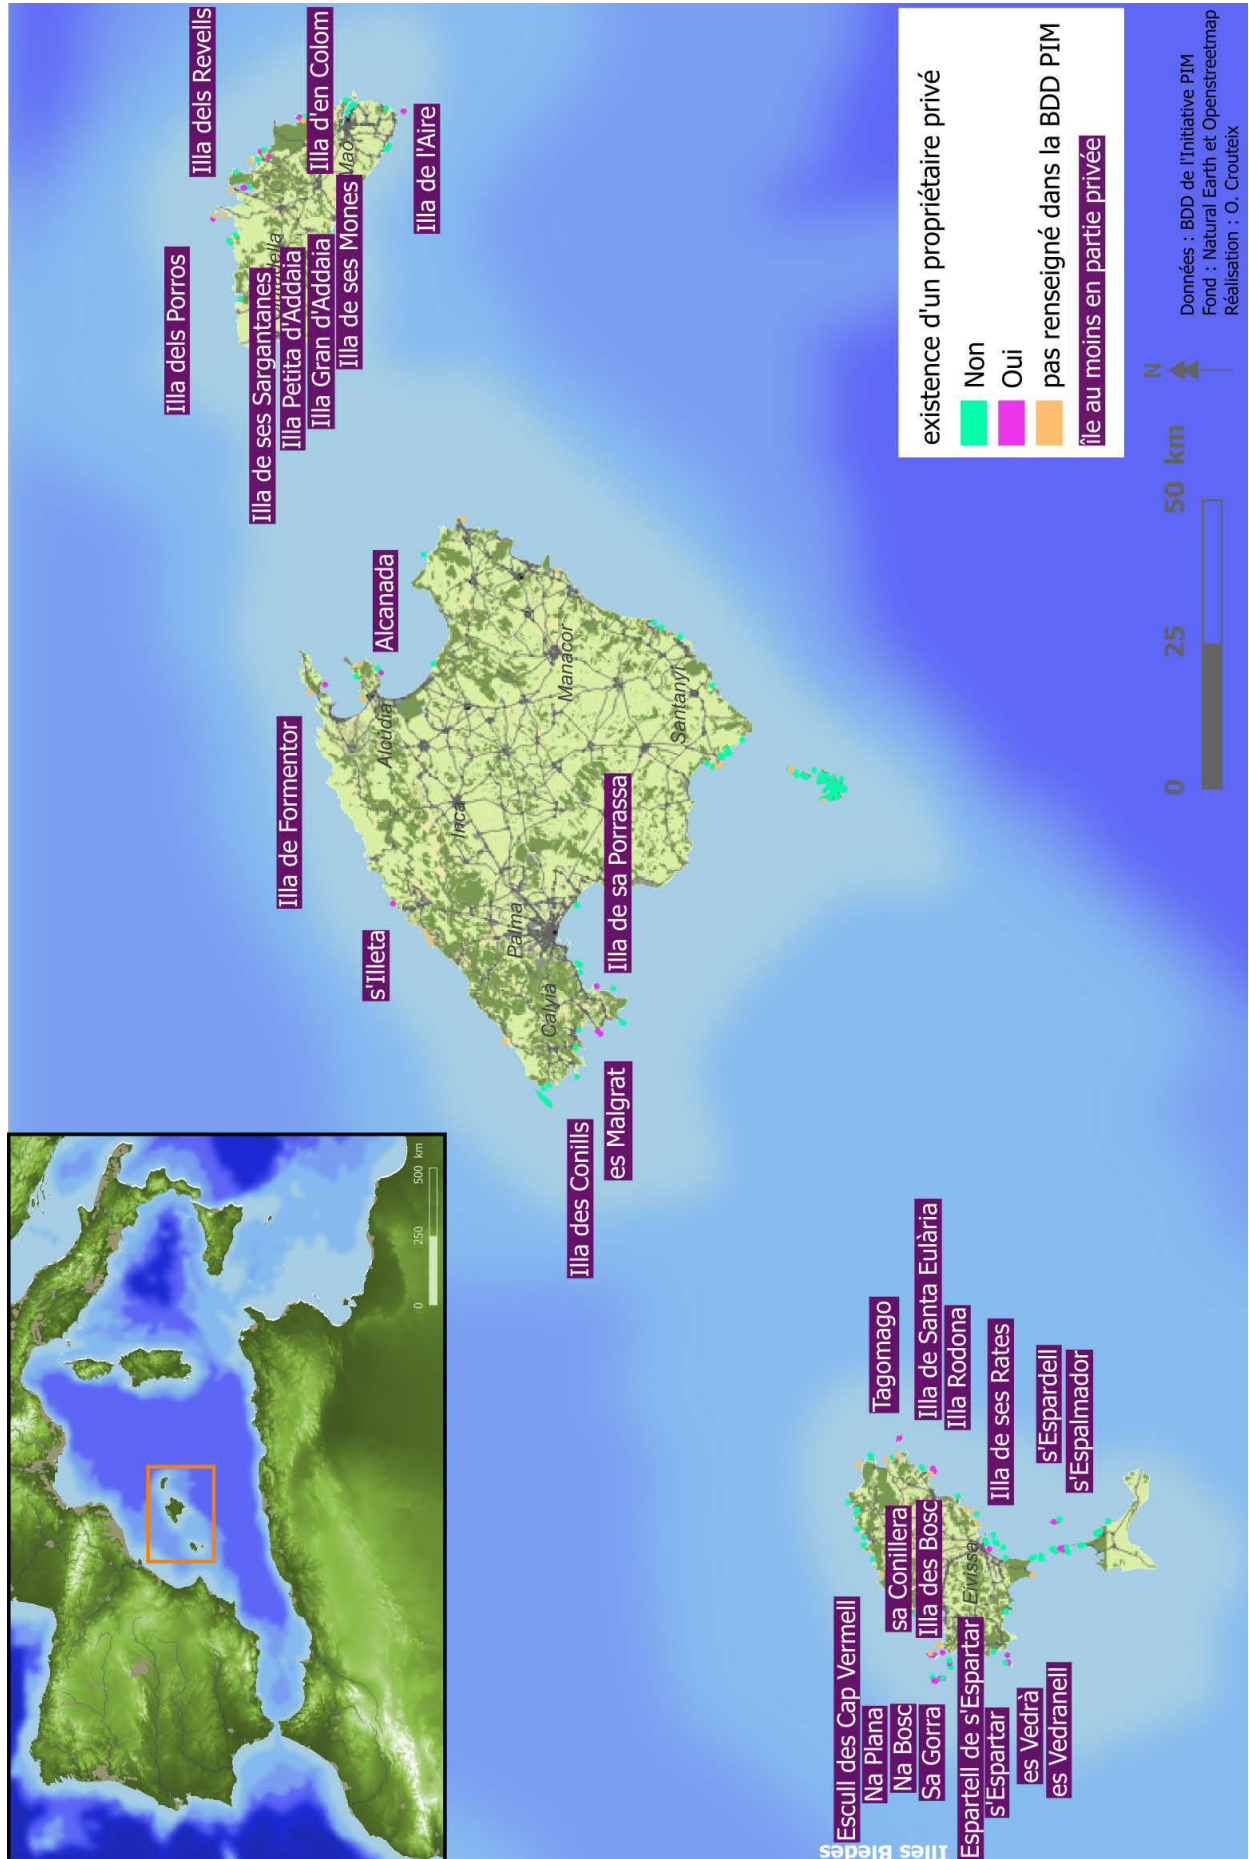 Illa dels Porros
Illa dels Revells
Illa de ses Sargantanes
Illa Petita d'Addaia
Illa Gran d'Addaia
Illa d'en Colom
Illa de ses Mones
Illa de l'Aire
Maó
Illa de Formentor
Alcanada
s'Illeta
Illa de sa Porrassa
Illa des Conills
es Malgrat
Alcúdia
Inca
Palma
Calvia
Manacor
Santanyí
Tagomago
Illa de Santa Eulària
Illa Rodona
Illa de ses Rates
s'Espardell
s'Espalmador
sa Conillera
Illa des Bosc
Eivissa
Escull des Cap Vermell
Na Plana
Na Bosc
Sa Gorra
Espartell de s'Espartar
s'Espartar
es Vedrà
es Vedranell
Illes Bledes
0 250 500 km
existence d'un propriétaire privé
Non
Oui
pas renseigné dans la BDD PIM
île au moins en partie privée
N
0 25 50 km
Données : BDD de l'Initiative PIM
Fond : Natural Earth et Openstreetmap
Réalisation : O. Crouteix